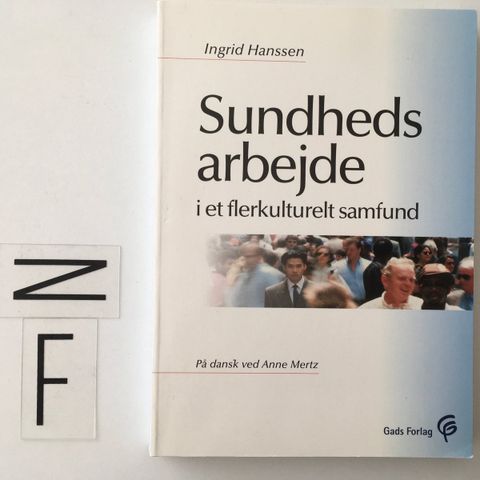 Ingrid Hanssen
Sundheds
arbejde
i et flerkulturelt samfund
På dansk ved Anne Mertz
Gads Forlag
N
F